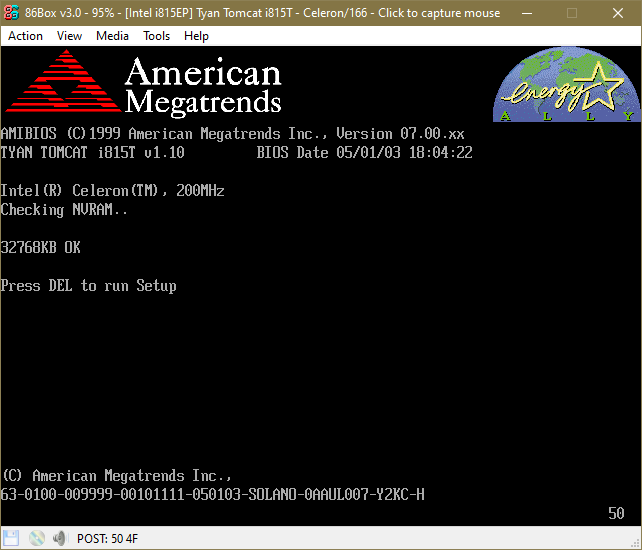 86Box v3.0 - 95% - [Intel i815EP] Tyan Tomcat i815T - Celeron/166 - Click to capture mouse
Action View Media Tools Help
American
Megatrends
energy
ALLY
AMIBIOS (C)1999 American Megatrends Inc., Version 07.00.xx
TYAN TOMCAT i815T v1.10 BIOS Date 05/01/03 18:04:22
Intel(R) Celeron(TM), 200MHz
Checking NVRAM..
32768KB OK
Press DEL to run Setup
(C) American Megatrends Inc.,
63-0100-009999-00101111-050103-SOLANO-0AAUL007-Y2KC-H
50
POST: 50 4F